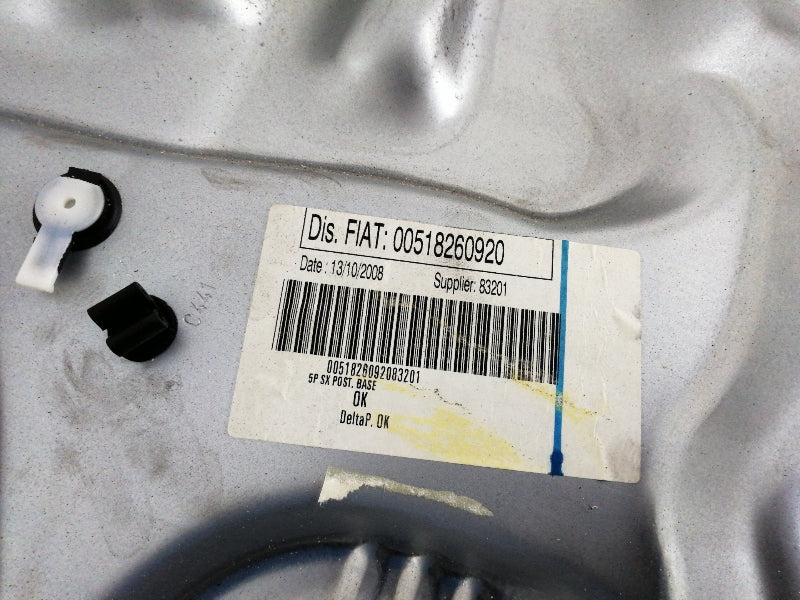 Dis. FIAT: 00518260920
Date : 13/10/2008 Supplier: 83201
0051826092083201
5P SX POST. BASE
OK
DeltaP. OK